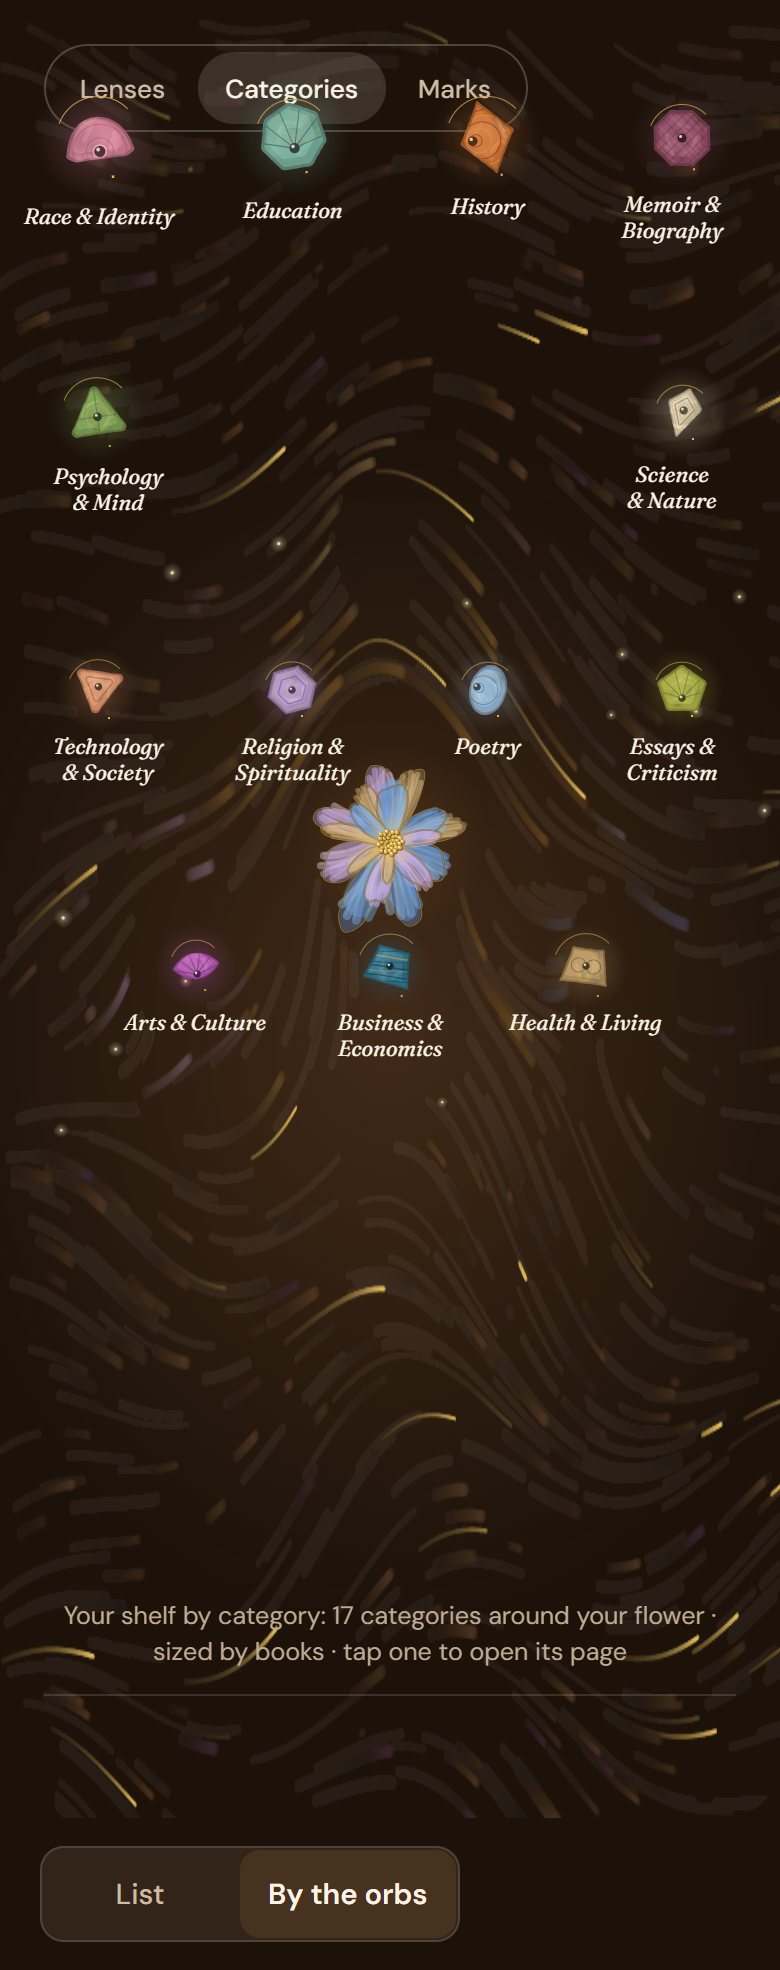 Lenses Categories Marks
Race & Identity
Education
History
Memoir &
Biography
Psychology
& Mind
Science
& Nature
Technology
& Society
Religion &
Spirituality
Poetry
Essays &
Criticism
Arts & Culture
Business &
Economics
Health & Living
Your shelf by category: 17 categories around your flower ·
sized by books · tap one to open its page
List By the orbs